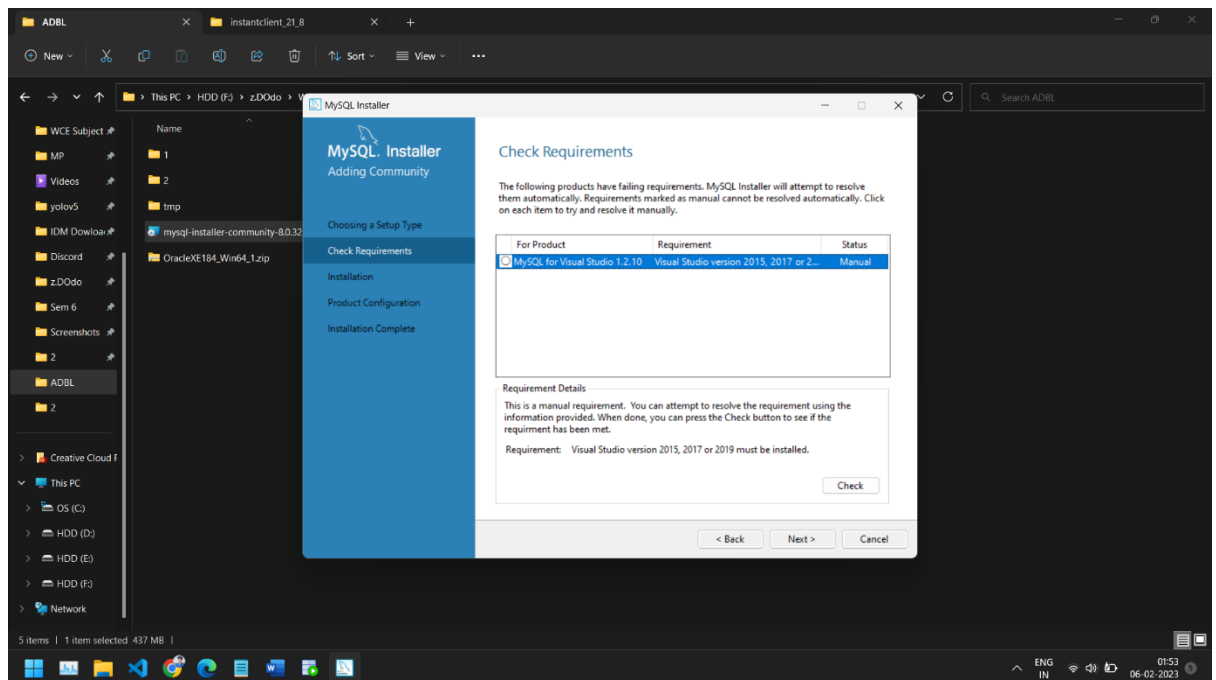 ADBL
instantclient_21_8
New
Sort
View
This PC > HDD (F:) > z.DOdo > W
Search ADBL
WCE Subject
MP
Videos
yolov5
IDM Dowloa
Discord
z.DOdo
Sem 6
Screenshots
2
ADBL
2
Creative Cloud F
This PC
OS (C:)
HDD (D:)
HDD (E:)
HDD (F:)
Network
Name
1
2
tmp
mysql-installer-community-8.0.32
OracleXE184_Win64_1.zip
MySQL Installer
MySQL. Installer
Adding Community
Choosing a Setup Type
Check Requirements
Installation
Product Configuration
Installation Complete
Check Requirements
The following products have failing requirements. MySQL Installer will attempt to resolve
them automatically. Requirements marked as manual cannot be resolved automatically. Click
on each item to try and resolve it manually.
For Product Requirement Status
MySQL for Visual Studio 1.2.10 Visual Studio version 2015, 2017 or 2... Manual
Requirement Details
This is a manual requirement. You can attempt to resolve the requirement using the
information provided. When done, you can press the Check button to see if the
requirment has been met.
Requirement: Visual Studio version 2015, 2017 or 2019 must be installed.
Check
< Back Next > Cancel
5 items | 1 item selected 437 MB |
ENG
IN
01:53
06-02-2023
5